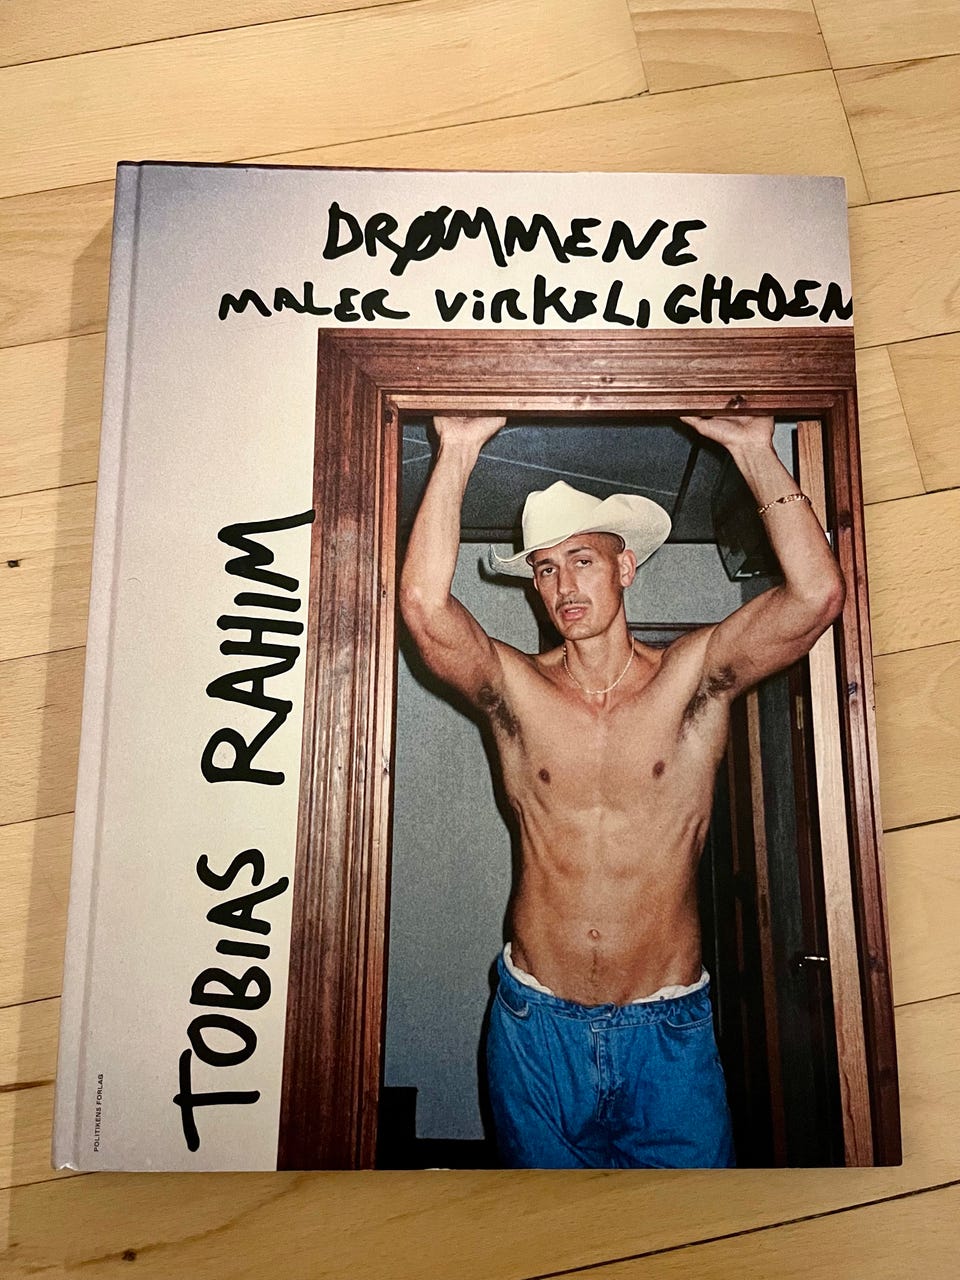 DRØMMENE
MALER VIRKELIGHEDEN
TOBIAS RAHIM
POLITIKENS FORLAG